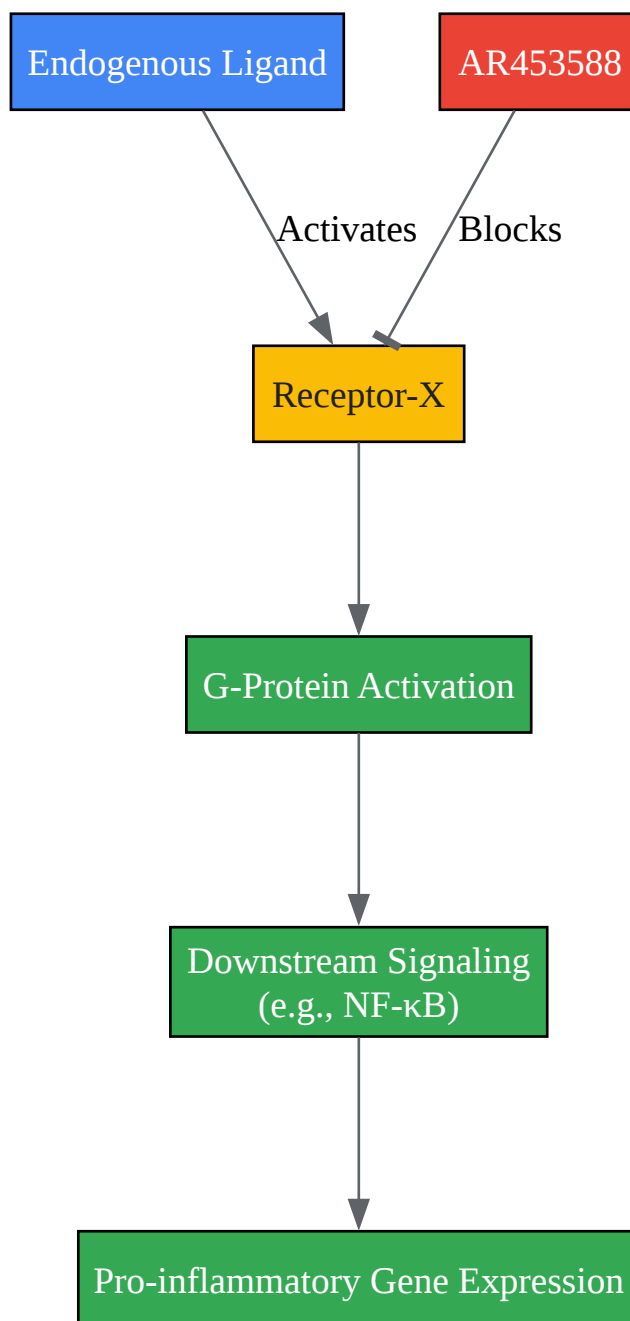 Endogenous Ligand
AR453588
Activates
Blocks
Receptor-X
G-Protein Activation
Downstream Signaling
(e.g., NF-κB)
Pro-inflammatory Gene Expression